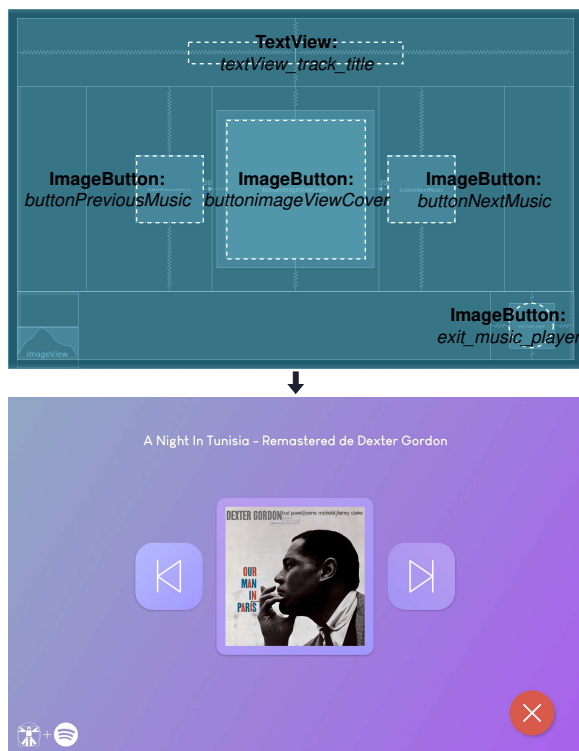 TextView:
textView_track_title
ImageButton:
buttonPreviousMusic
ImageButton:
buttonimageViewCover
ImageButton:
buttonNextMusic
ImageButton:
exit_music_player
ImageView
A Night In Tunisia - Remastered de Dexter Gordon
DEXTER GORDON bud powell/pierre michelot/kenny clarke
OUR
MAN
IN
PARIS
+